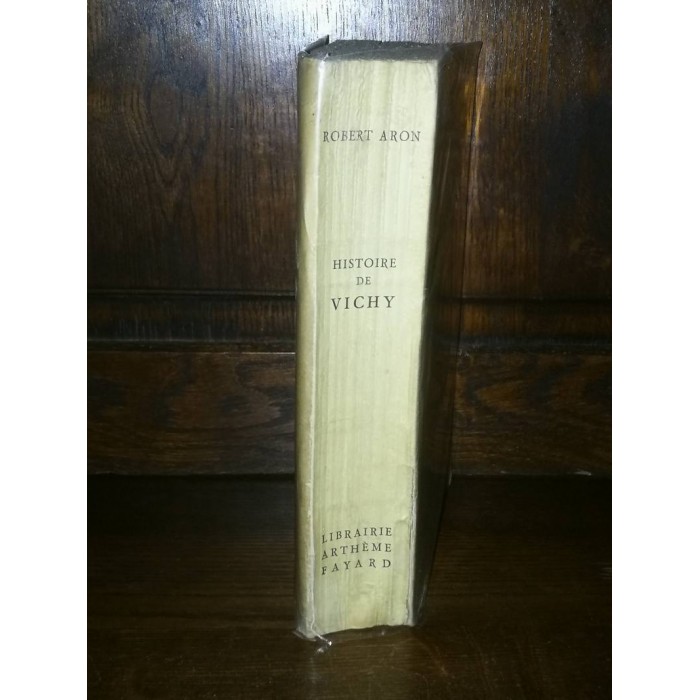 ROBERT ARON
HISTOIRE
DE
VICHY
LIBRAIRIE
ARTHÈME
FAYARD